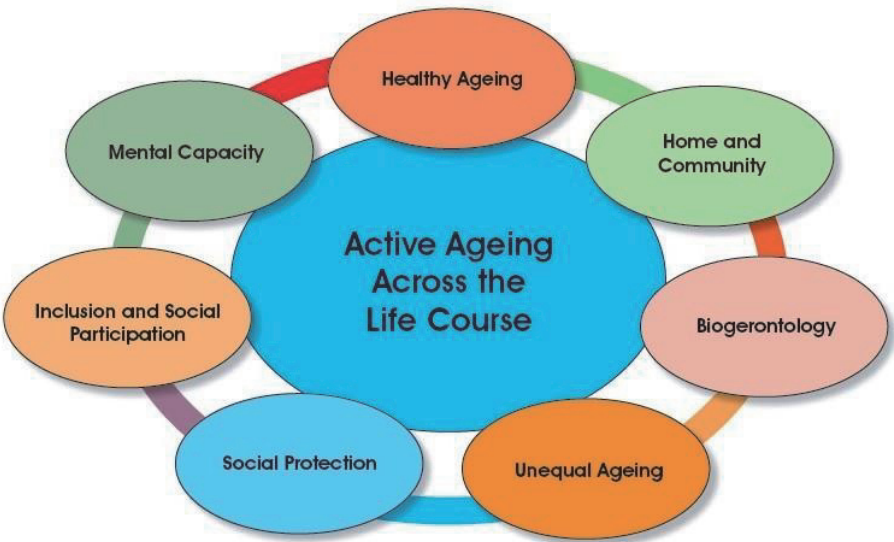 Healthy Ageing
Home and
Community
Biogerontology
Unequal Ageing
Social Protection
Inclusion and Social
Participation
Mental Capacity
Active Ageing
Across the
Life Course